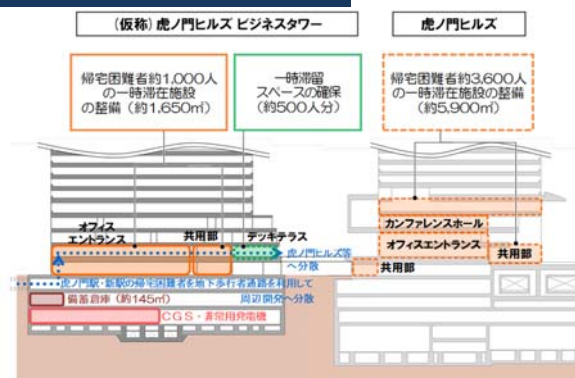 (仮称)虎ノ門ヒルズ ビジネスタワー
虎ノ門ヒルズ
帰宅困難者約1,000人
の一時滞在施設
の整備（約1,650㎡）
一時滞留
スペースの確保
（約500人分）
帰宅困難者約3,600人
の一時滞在施設の整備
（約5,900㎡）
オフィス
エントランス
共用部
デッキテラス
虎ノ門ヒルズ等
へ分散
カンファレンスホール
オフィスエントランス
共用部
共用部
虎ノ門駅・新駅の帰宅困難者を地下歩行者通路を利用して
周辺開発へ分散
備蓄倉庫（約145㎡）
CGS・非常用発電機